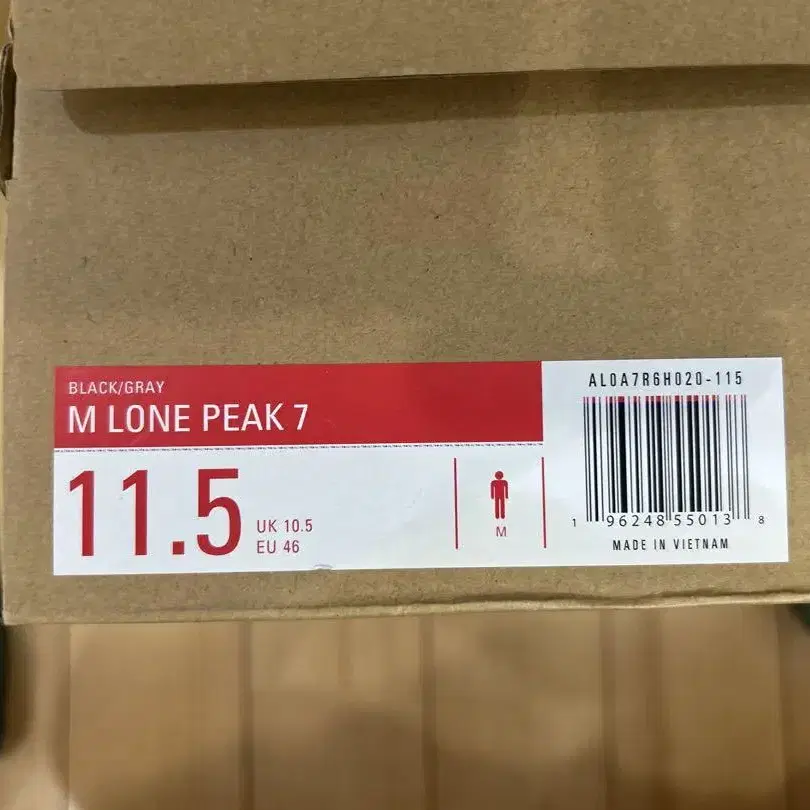 BLACK/GRAY
M LONE PEAK 7
11.5
UK 10.5
EU 46
M
AL0A7R6H020-115
1 96248 55013 8
MADE IN VIETNAM